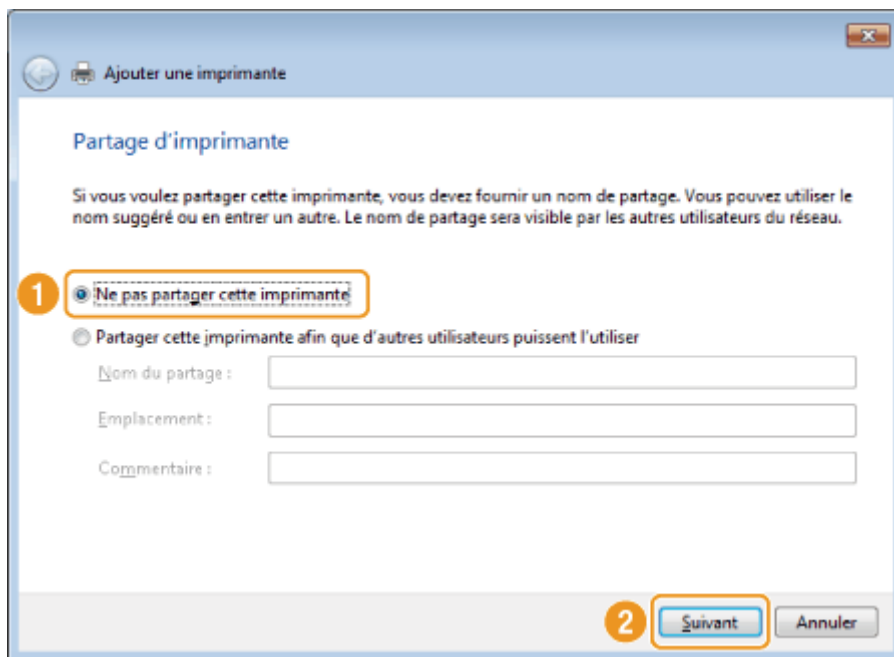 Ajouter une imprimante
Partage d'imprimante
Si vous voulez partager cette imprimante, vous devez fournir un nom de partage. Vous pouvez utiliser le
nom suggéré ou en entrer un autre. Le nom de partage sera visible par les autres utilisateurs du réseau.
1 Ne pas partager cette imprimante
Partager cette imprimante afin que d'autres utilisateurs puissent l'utiliser
Nom du partage :
Emplacement :
Commentaire :
2 Suivant Annuler